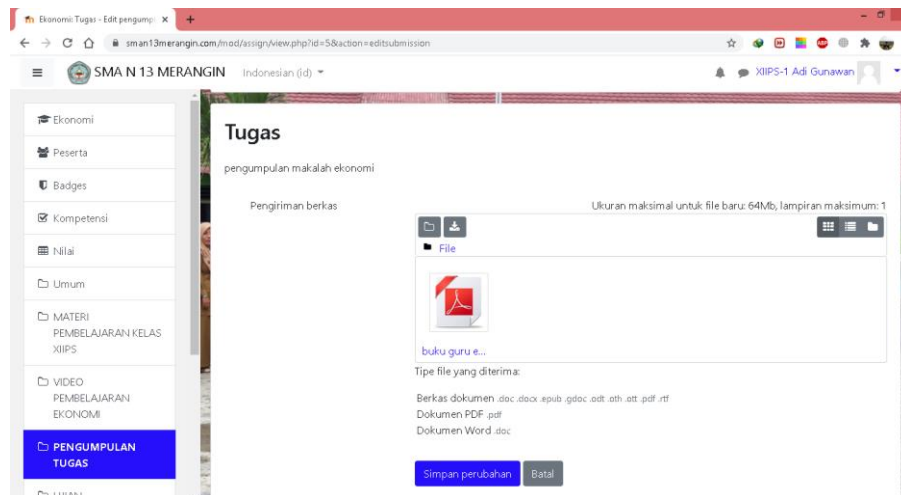 Ekonomi: Tugas - Edit pengump
sman13merangin.com/mod/assign/view.php?id=5&action=editsubmission
SMA N 13 MERANGIN
Indonesian (id)
XIIPS-1 Adi Gunawan
Ekonomi
Peserta
Badges
Kompetensi
Nilai
Umum
MATERI
PEMBELAJARAN KELAS
XIIPS
VIDEO
PEMBELAJARAN
EKONOMI
PENGUMPULAN
TUGAS
Tugas
pengumpulan makalah ekonomi
Pengiriman berkas
Ukuran maksimal untuk file baru: 64Mb, lampiran maksimum: 1
File
buku guru e...
Tipe file yang diterima:
Berkas dokumen .doc .docx .epub .gdoc .odt .oth .ott .pdf .rtf
Dokumen PDF .pdf
Dokumen Word .doc
Simpan perubahan
Batal